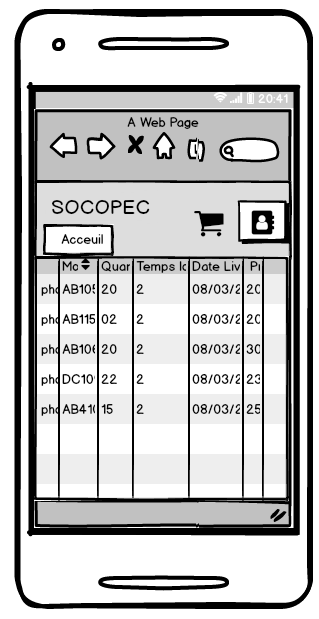 20:41
A Web Page
SOCOPEC
Acceuil
Mo Quar Temps lo Date Liv Pr
pho AB105 20 2 08/03/2 20
pho AB115 02 2 08/03/2 20
pho AB106 20 2 08/03/2 30
pho DC10 22 2 08/03/2 23
pho AB410 15 2 08/03/2 25